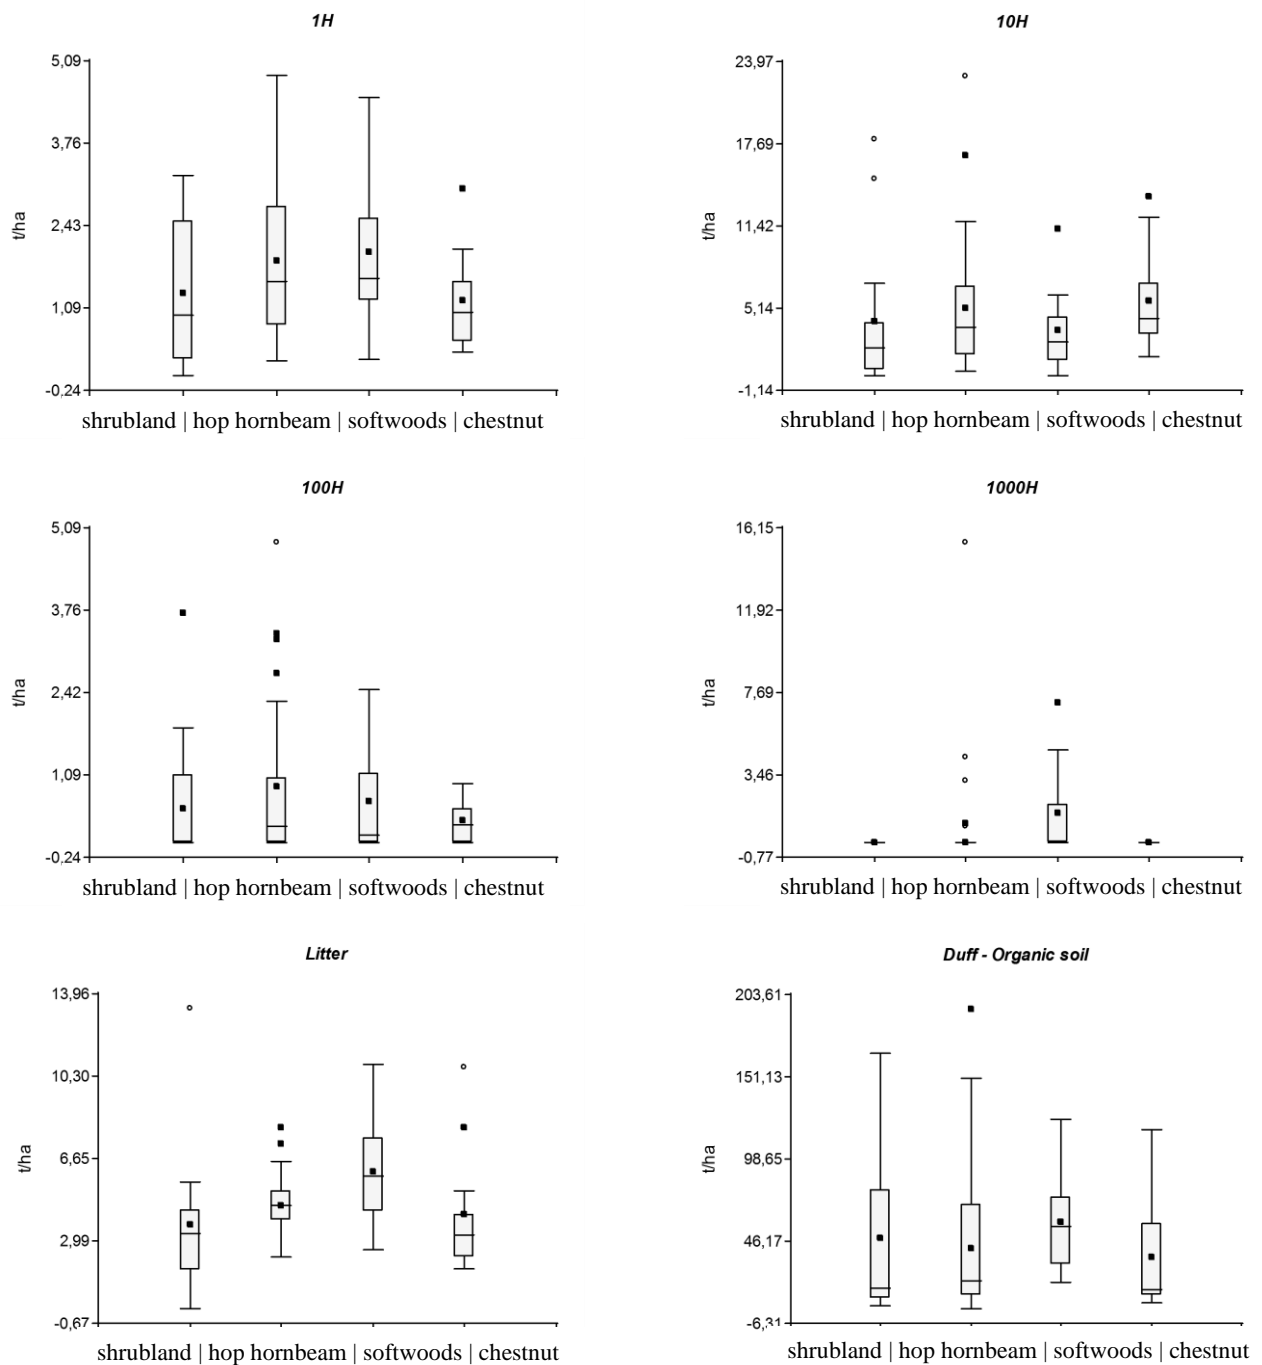 1H
5,09
3,76
2,43
1,09
-0,24
t/ha
shrubland | hop hornbeam | softwoods | chestnut
10H
23,97
17,69
11,42
5,14
-1,14
t/ha
shrubland | hop hornbeam | softwoods | chestnut
100H
5,09
3,76
2,42
1,09
-0,24
t/ha
shrubland | hop hornbeam | softwoods | chestnut
1000H
16,15
11,92
7,69
3,46
-0,77
t/ha
shrubland | hop hornbeam | softwoods | chestnut
Litter
13,96
10,30
6,65
2,99
-0,67
t/ha
shrubland | hop hornbeam | softwoods | chestnut
Duff - Organic soil
203,61
151,13
98,65
46,17
-6,31
t/ha
shrubland | hop hornbeam | softwoods | chestnut